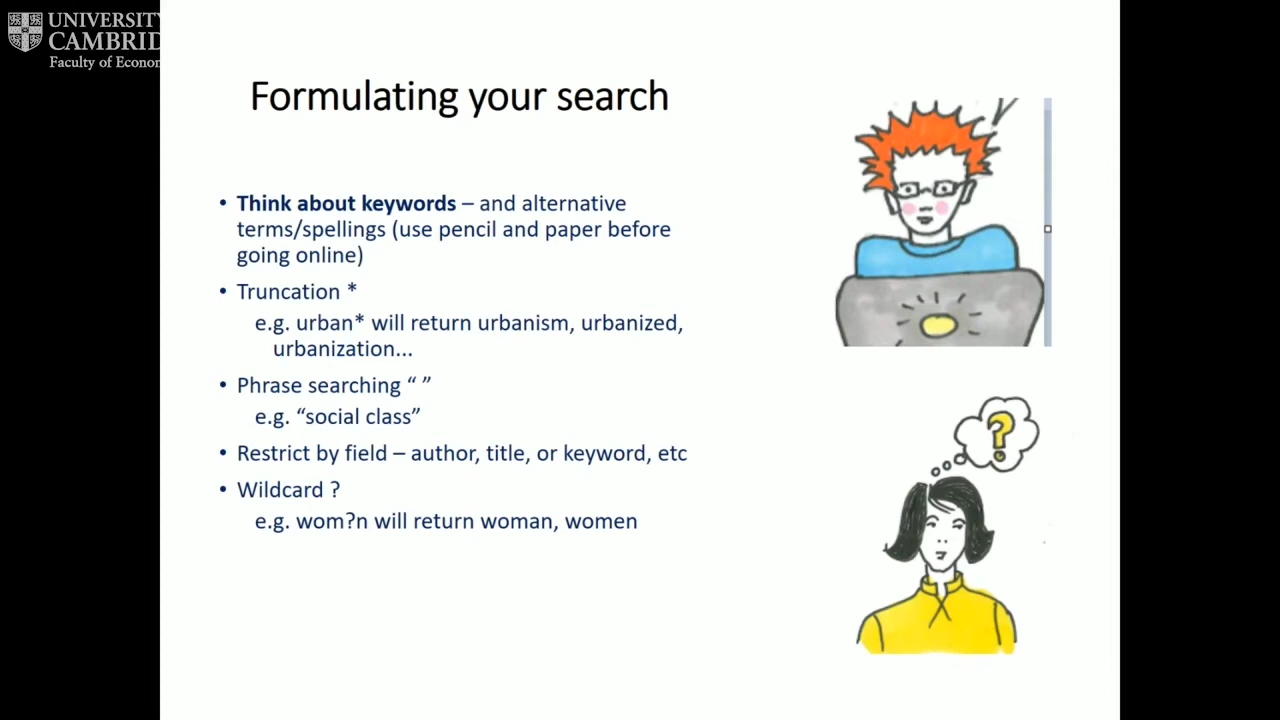 UNIVERSITY
CAMBRID
Faculty of Econom
Formulating your search
• Think about keywords – and alternative
terms/spellings (use pencil and paper before
going online)
• Truncation *
e.g. urban* will return urbanism, urbanized,
urbanization...
• Phrase searching “ ”
e.g. “social class”
• Restrict by field – author, title, or keyword, etc
• Wildcard ?
e.g. wom?n will return woman, women
?